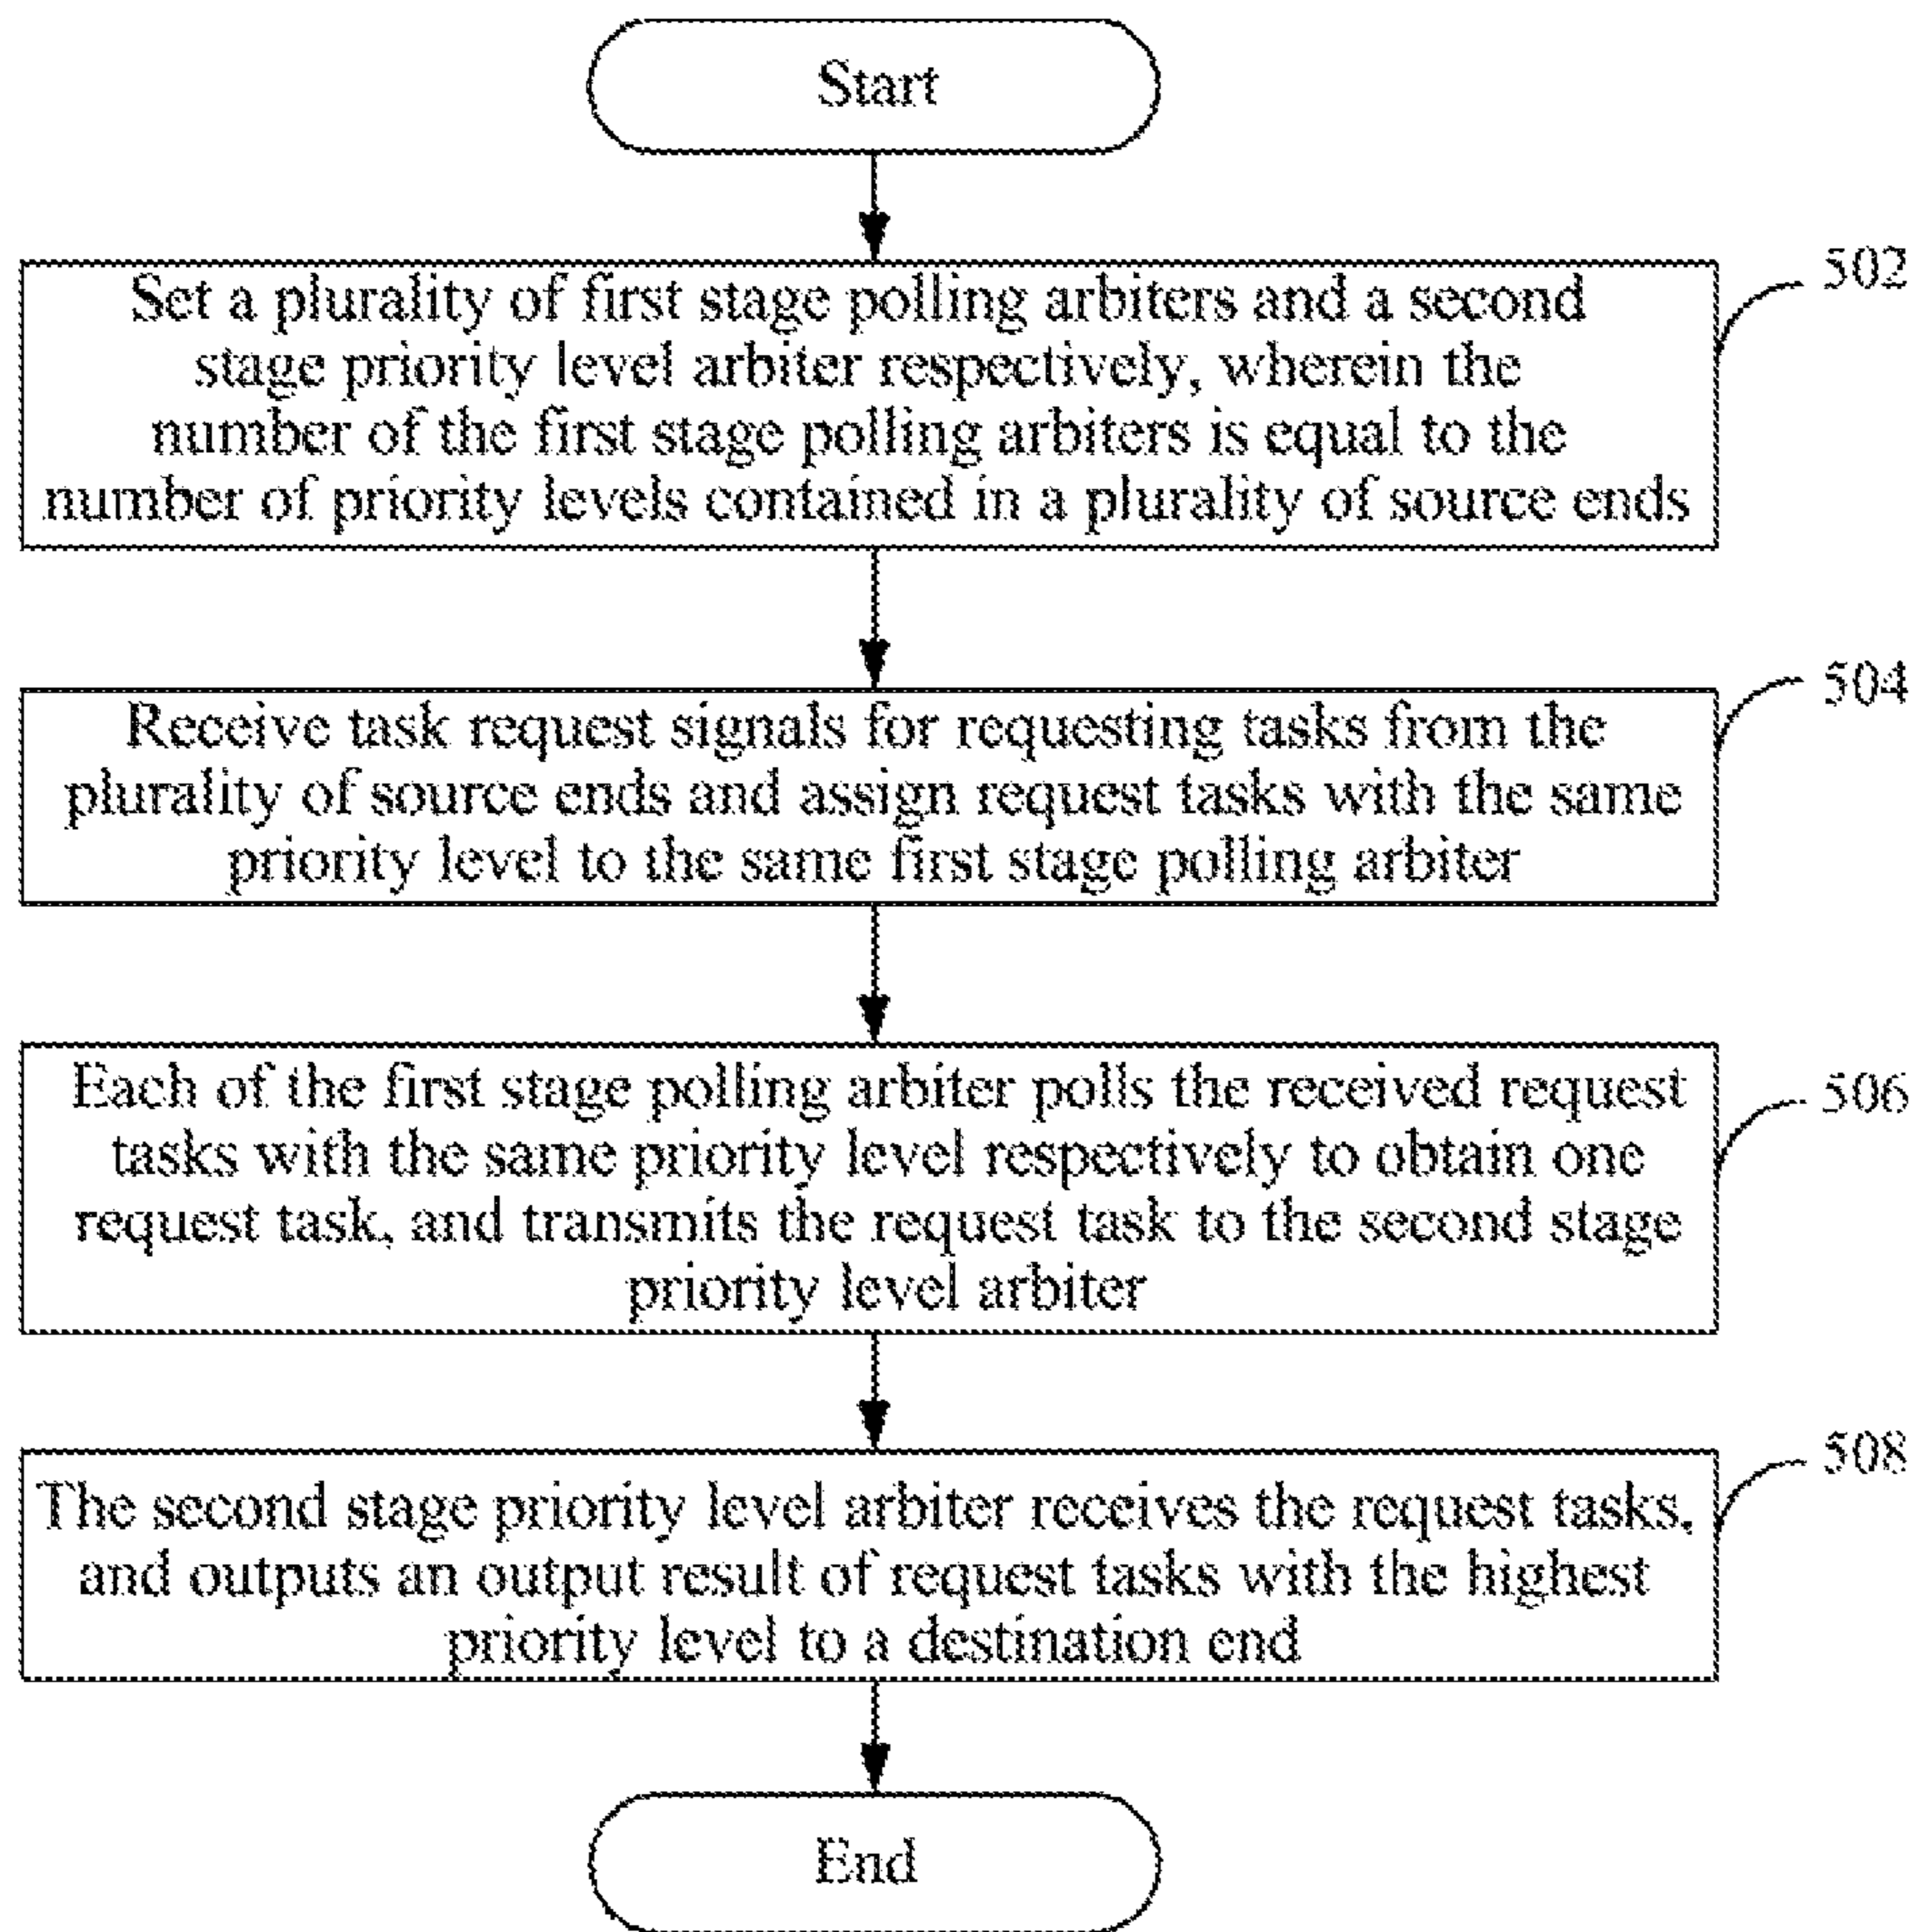 Start
Set a plurality of first stage polling arbiters and a second
stage priority level arbiter respectively, wherein the
number of the first stage polling arbiters is equal to the
number of priority levels contained in a plurality of source ends
502
Receive task request signals for requesting tasks from the
plurality of source ends and assign request tasks with the same
priority level to the same first stage polling arbiter
504
Each of the first stage polling arbiter polls the received request
tasks with the same priority level respectively to obtain one
request task, and transmits the request task to the second stage
priority level arbiter
506
The second stage priority level arbiter receives the request tasks,
and outputs an output result of request tasks with the highest
priority level to a destination end
508
End